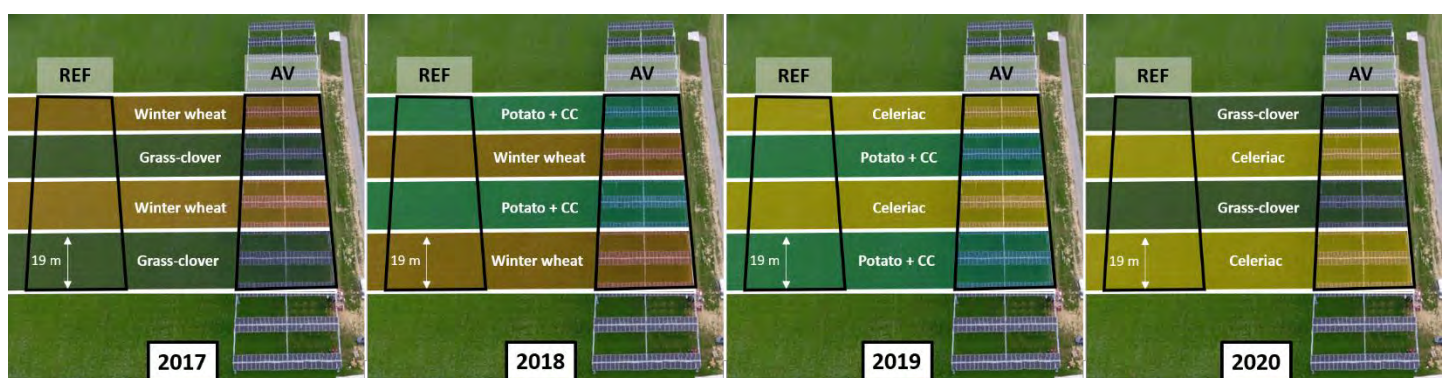 REF
AV
Winter wheat
Grass-clover
Winter wheat
19 m
Grass-clover
2017
REF
AV
Potato + CC
Winter wheat
Potato + CC
19 m
Winter wheat
2018
REF
AV
Celeriac
Potato + CC
Celeriac
19 m
Potato + CC
2019
REF
AV
Grass-clover
Celeriac
Grass-clover
19 m
Celeriac
2020